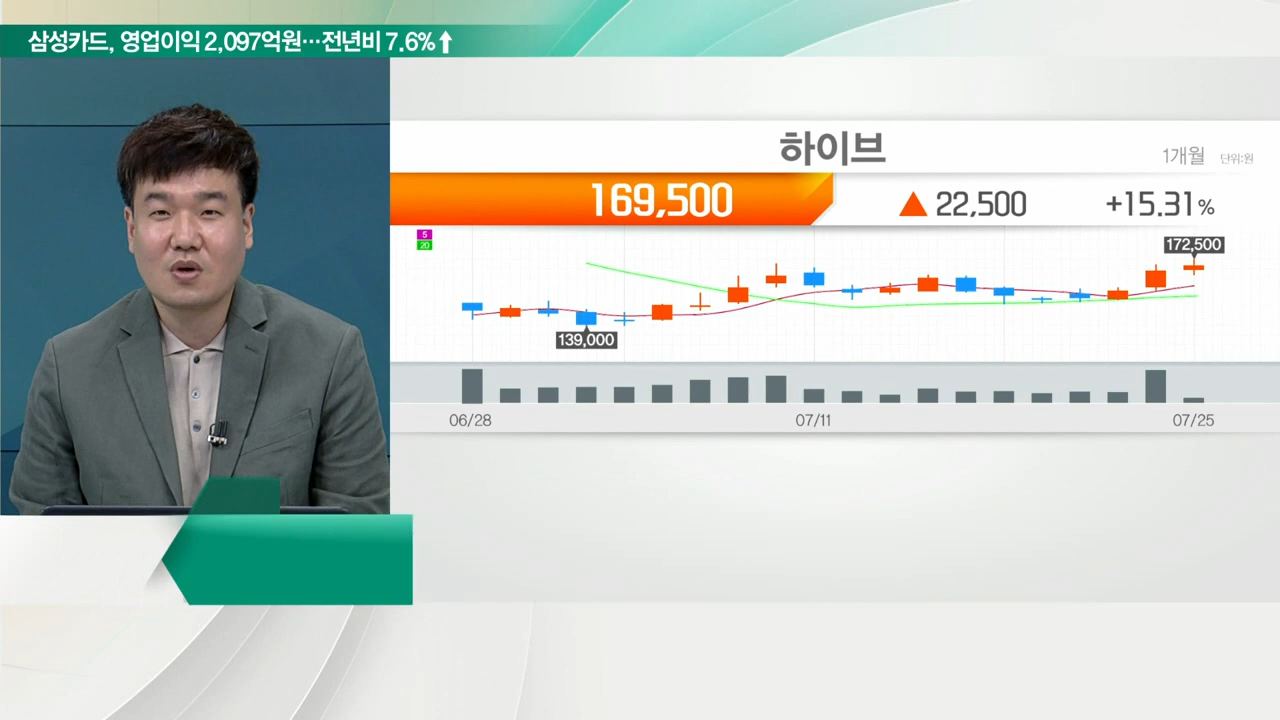 삼성카드, 영업이익 2,097억원…전년비 7.6%↑
하이브
1개월 단위:원
169,500 ▲ 22,500 +15.31%
5
20
172,500
139,000
06/28 07/11 07/25